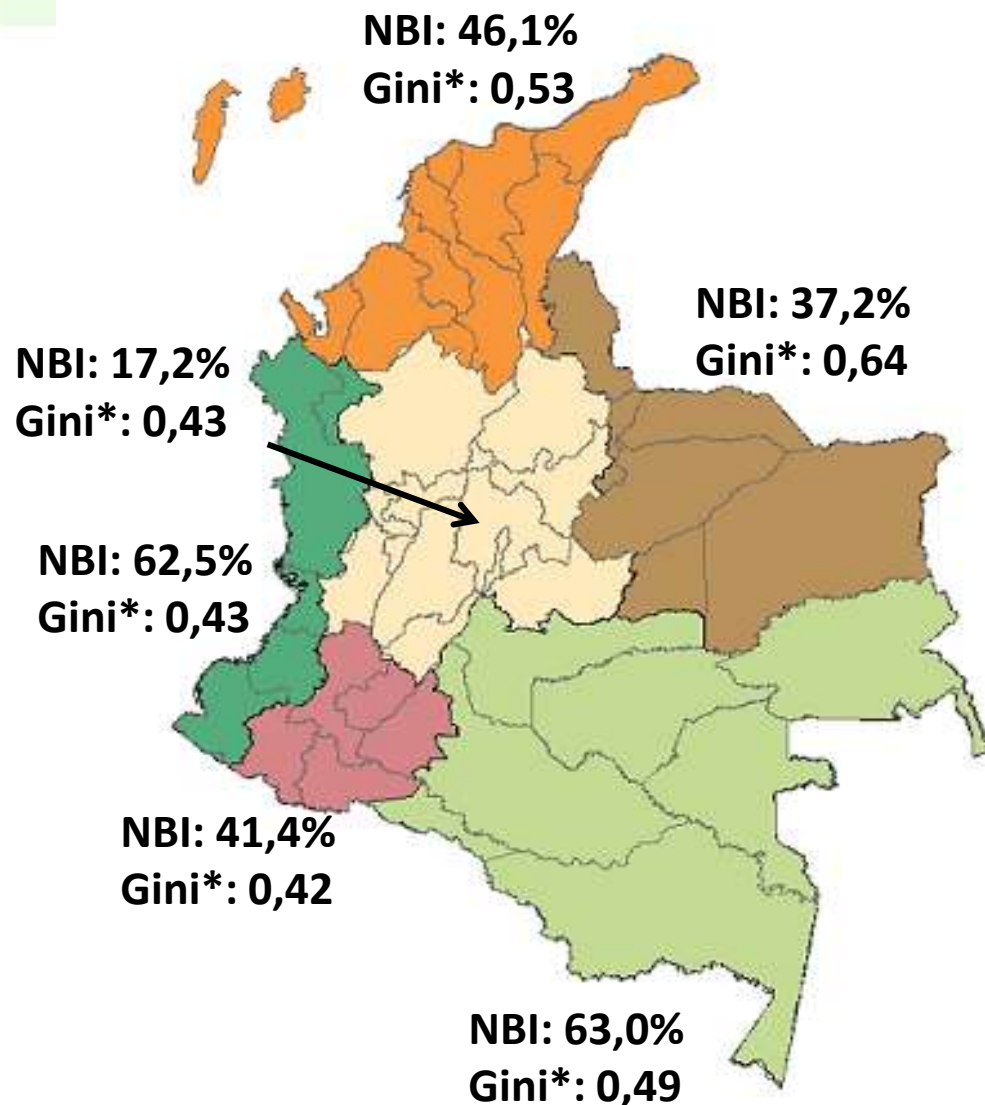 NBI: 46,1%
Gini*: 0,53
NBI: 37,2%
Gini*: 0,64
NBI: 17,2%
Gini*: 0,43
NBI: 62,5%
Gini*: 0,43
NBI: 41,4%
Gini*: 0,42
NBI: 63,0%
Gini*: 0,49